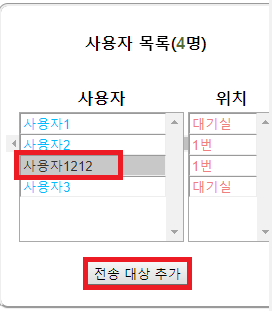 사용자 목록(4명)
사용자 위치
사용자1 대기실
사용자2 1번
사용자1212 1번
사용자3 대기실
전송 대상 추가